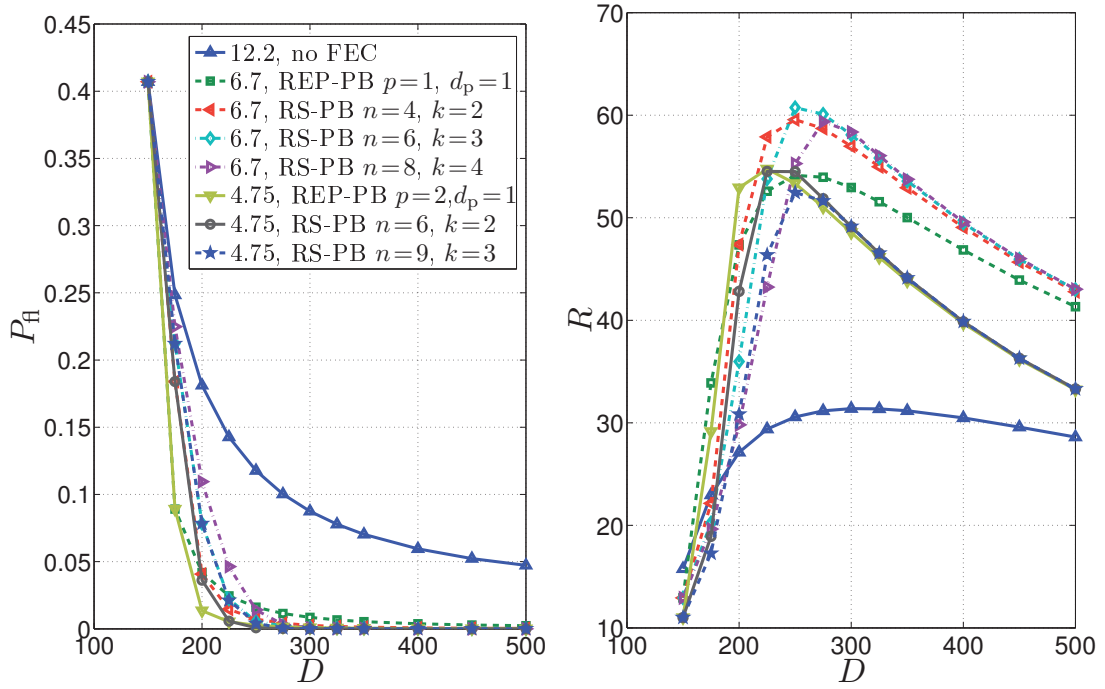 0.45
0.4
0.35
0.3
0.25
0.2
0.15
0.1
0.05
0
P_fl
100
200
300
400
500
D
12.2, no FEC
6.7, REP-PB p=1, d_p=1
6.7, RS-PB n=4, k=2
6.7, RS-PB n=6, k=3
6.7, RS-PB n=8, k=4
4.75, REP-PB p=2,d_p=1
4.75, RS-PB n=6, k=2
4.75, RS-PB n=9, k=3
70
60
50
40
30
20
10
R
100
200
300
400
500
D